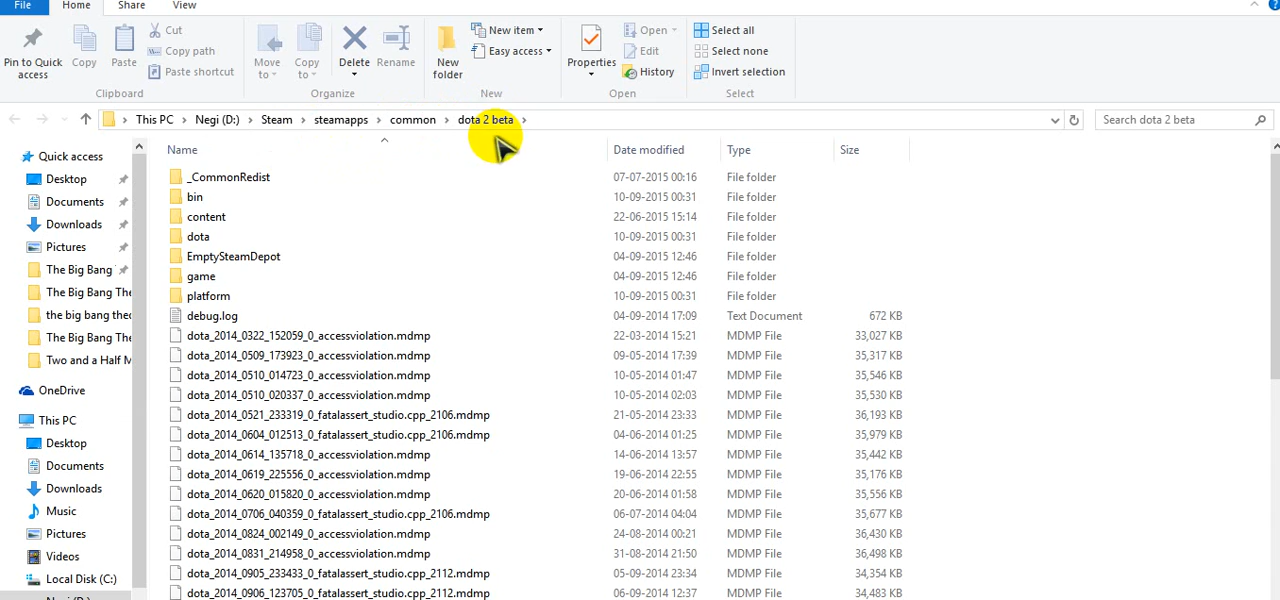 File Home Share View
Pin to Quick access
Copy
Paste
Cut
Copy path
Paste shortcut
Clipboard
Move to
Copy to
Delete
Rename
Organize
New folder
New item
Easy access
New
Properties
Open
Edit
History
Open
Select all
Select none
Invert selection
Select
This PC Negi (D:) Steam steamapps common dota 2 beta
Search dota 2 beta
Quick access
Desktop
Documents
Downloads
Pictures
The Big Bang
The Big Bang The
the big bang theo
The Big Bang The
Two and a Half M
OneDrive
This PC
Desktop
Documents
Downloads
Music
Pictures
Videos
Local Disk (C:)
Negi (D:)
Name Date modified Type Size
_CommonRedist 07-07-2015 00:16 File folder
bin 10-09-2015 00:31 File folder
content 22-06-2015 15:14 File folder
dota 10-09-2015 00:31 File folder
EmptySteamDepot 04-09-2015 12:46 File folder
game 04-09-2015 12:46 File folder
platform 10-09-2015 00:31 File folder
debug.log 04-09-2014 17:09 Text Document 672 KB
dota_2014_0322_152059_0_accessviolation.mdmp 22-03-2014 15:21 MDMP File 33,027 KB
dota_2014_0509_173923_0_accessviolation.mdmp 09-05-2014 17:39 MDMP File 35,317 KB
dota_2014_0510_014723_0_accessviolation.mdmp 10-05-2014 01:47 MDMP File 35,546 KB
dota_2014_0510_020337_0_accessviolation.mdmp 10-05-2014 02:03 MDMP File 35,530 KB
dota_2014_0521_233319_0_fatalassert_studio.cpp_2106.mdmp 21-05-2014 23:33 MDMP File 36,193 KB
dota_2014_0604_012513_0_fatalassert_studio.cpp_2106.mdmp 04-06-2014 01:25 MDMP File 35,979 KB
dota_2014_0614_135718_0_accessviolation.mdmp 14-06-2014 13:57 MDMP File 35,442 KB
dota_2014_0619_225556_0_accessviolation.mdmp 19-06-2014 22:55 MDMP File 35,176 KB
dota_2014_0620_015820_0_accessviolation.mdmp 20-06-2014 01:58 MDMP File 35,556 KB
dota_2014_0706_040359_0_fatalassert_studio.cpp_2106.mdmp 06-07-2014 04:04 MDMP File 35,677 KB
dota_2014_0824_002149_0_accessviolation.mdmp 24-08-2014 00:21 MDMP File 36,430 KB
dota_2014_0831_214958_0_accessviolation.mdmp 31-08-2014 21:50 MDMP File 36,498 KB
dota_2014_0905_233433_0_fatalassert_studio.cpp_2112.mdmp 05-09-2014 23:34 MDMP File 34,354 KB
dota_2014_0906_123705_0_fatalassert_studio.cpp_2112.mdmp 06-09-2014 12:37 MDMP File 34,483 KB